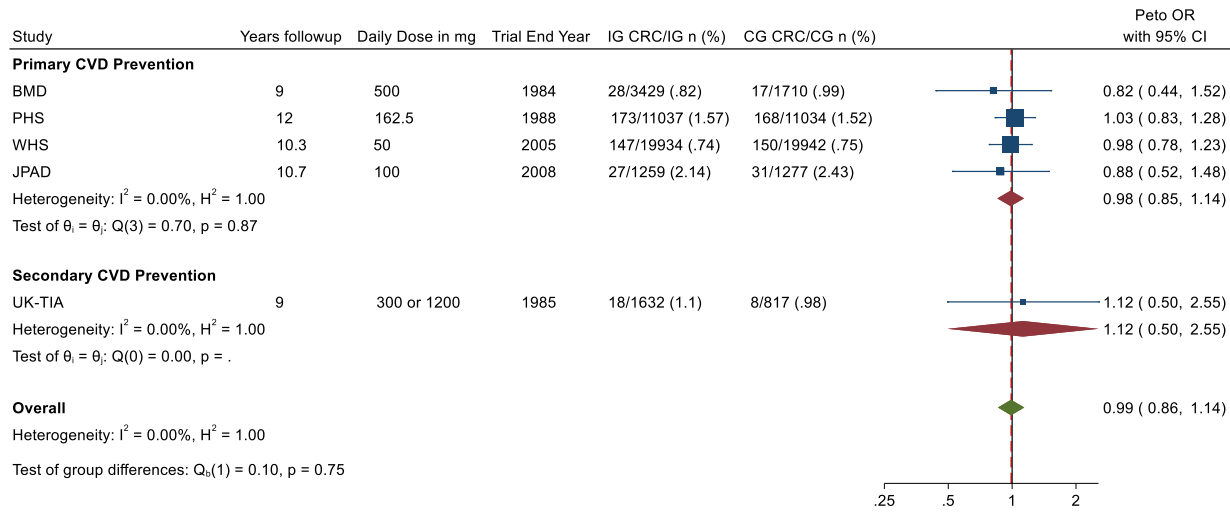 Peto OR
Study Years followup Daily Dose in mg Trial End Year IG CRC/IG n (%) CG CRC/CG n (%) with 95% CI
Primary CVD Prevention
BMD 9 500 1984 28/3429 (.82) 17/1710 (.99) 0.82 ( 0.44, 1.52)
PHS 12 162.5 1988 173/11037 (1.57) 168/11034 (1.52) 1.03 ( 0.83, 1.28)
WHS 10.3 50 2005 147/19934 (.74) 150/19942 (.75) 0.98 ( 0.78, 1.23)
JPAD 10.7 100 2008 27/1259 (2.14) 31/1277 (2.43) 0.88 ( 0.52, 1.48)
Heterogeneity: I² = 0.00%, H² = 1.00 0.98 ( 0.85, 1.14)
Test of θᵢ = θⱼ: Q(3) = 0.70, p = 0.87
Secondary CVD Prevention
UK-TIA 9 300 or 1200 1985 18/1632 (1.1) 8/817 (.98) 1.12 ( 0.50, 2.55)
Heterogeneity: I² = 0.00%, H² = 1.00 1.12 ( 0.50, 2.55)
Test of θᵢ = θⱼ: Q(0) = 0.00, p = .
Overall 0.99 ( 0.86, 1.14)
Heterogeneity: I² = 0.00%, H² = 1.00
Test of group differences: Q_b(1) = 0.10, p = 0.75
.25 .5 1 2